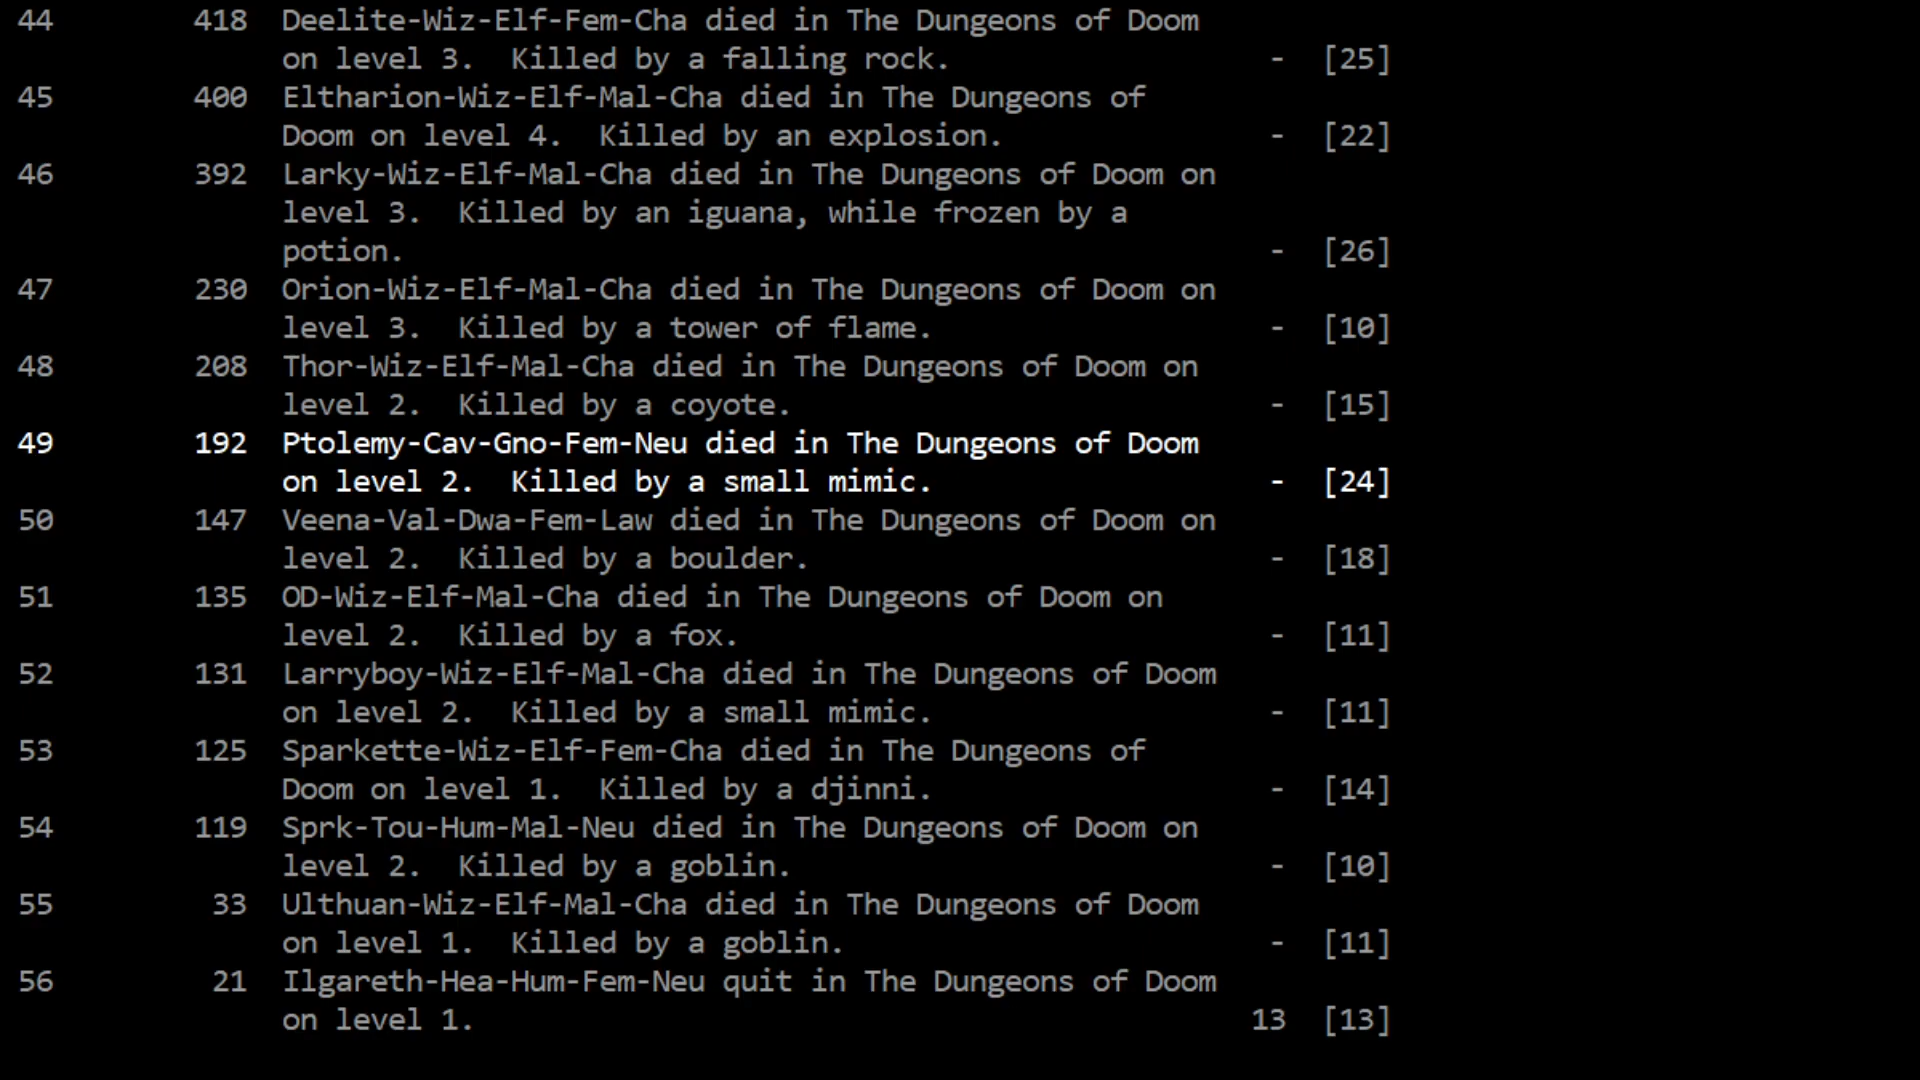 44 418 Deelite-Wiz-Elf-Fem-Cha died in The Dungeons of Doom
on level 3. Killed by a falling rock. - [25]
45 400 Eltharion-Wiz-Elf-Mal-Cha died in The Dungeons of
Doom on level 4. Killed by an explosion. - [22]
46 392 Larky-Wiz-Elf-Mal-Cha died in The Dungeons of Doom on
level 3. Killed by an iguana, while frozen by a
potion. - [26]
47 230 Orion-Wiz-Elf-Mal-Cha died in The Dungeons of Doom on
level 3. Killed by a tower of flame. - [10]
48 208 Thor-Wiz-Elf-Mal-Cha died in The Dungeons of Doom on
level 2. Killed by a coyote. - [15]
49 192 Ptolemy-Cav-Gno-Fem-Neu died in The Dungeons of Doom
on level 2. Killed by a small mimic. - [24]
50 147 Veena-Val-Dwa-Fem-Law died in The Dungeons of Doom on
level 2. Killed by a boulder. - [18]
51 135 OD-Wiz-Elf-Mal-Cha died in The Dungeons of Doom on
level 2. Killed by a fox. - [11]
52 131 Larryboy-Wiz-Elf-Mal-Cha died in The Dungeons of Doom
on level 2. Killed by a small mimic. - [11]
53 125 Sparkette-Wiz-Elf-Fem-Cha died in The Dungeons of
Doom on level 1. Killed by a djinni. - [14]
54 119 Sprk-Tou-Hum-Mal-Neu died in The Dungeons of Doom on
level 2. Killed by a goblin. - [10]
55 33 Ulthuan-Wiz-Elf-Mal-Cha died in The Dungeons of Doom
on level 1. Killed by a goblin. - [11]
56 21 Ilgareth-Hea-Hum-Fem-Neu quit in The Dungeons of Doom
on level 1. 13 [13]